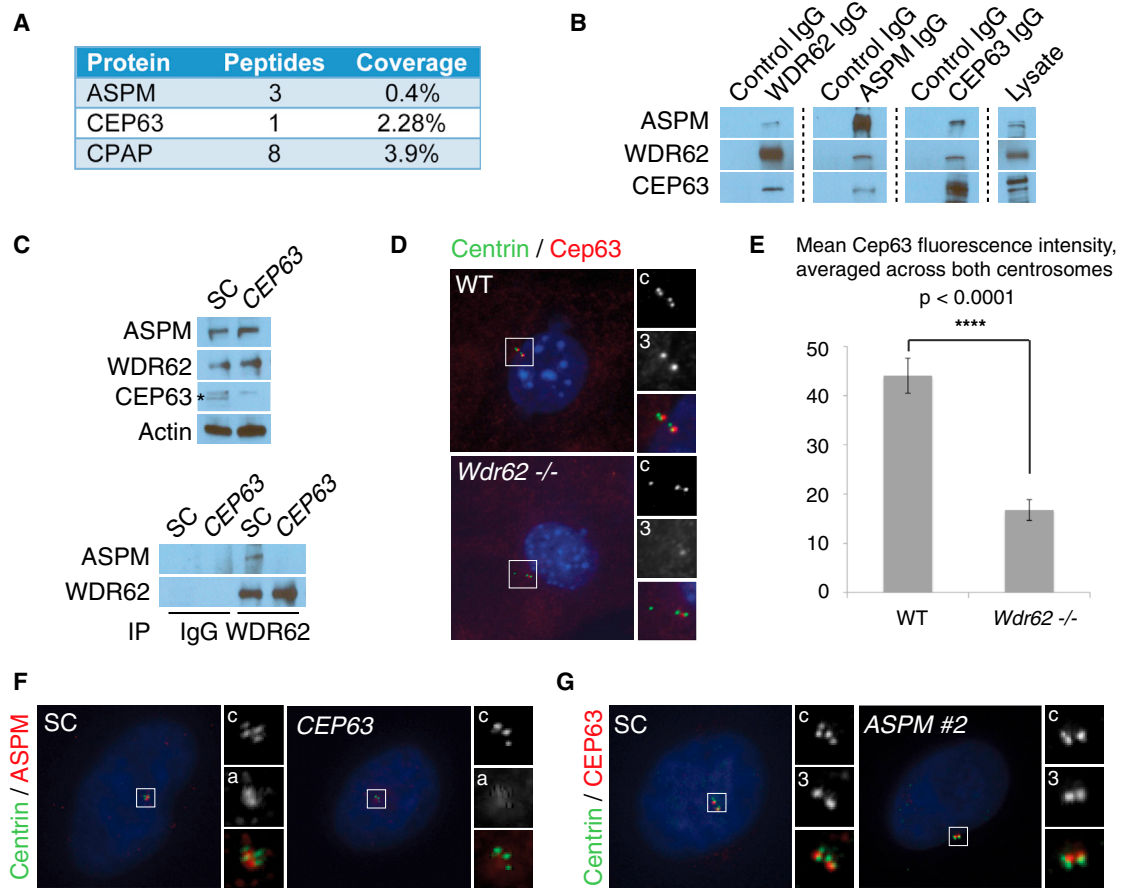 A
Protein Peptides Coverage
ASPM 3 0.4%
CEP63 1 2.28%
CPAP 8 3.9%
B
Control IgG WDR62 IgG Control IgG ASPM IgG Control IgG CEP63 IgG Lysate
ASPM
WDR62
CEP63
C
SC CEP63
ASPM
WDR62
CEP63
*
Actin
SC CEP63 SC CEP63
ASPM
WDR62
IP IgG WDR62
D
Centrin / Cep63
WT
c
3
Wdr62 -/-
c
3
E
Mean Cep63 fluorescence intensity,
averaged across both centrosomes
p < 0.0001
****
50
40
30
20
10
0
WT Wdr62 -/-
F
Centrin / ASPM
SC
c
a
CEP63
c
a
G
Centrin / CEP63
SC
c
3
ASPM #2
c
3